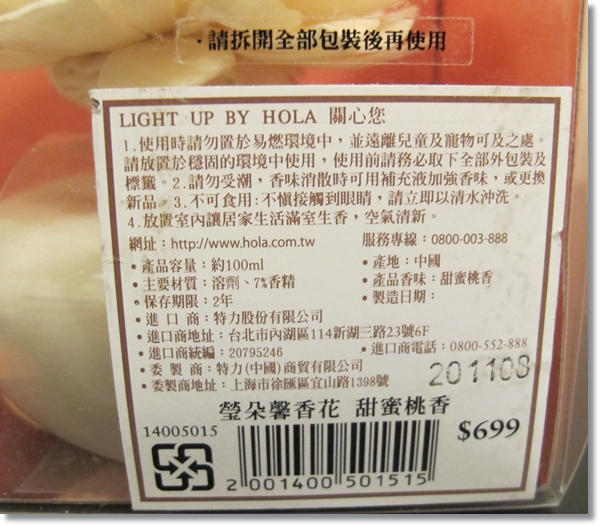 ·請拆開全部包裝後再使用
LIGHT UP BY HOLA 關心您
1.使用時請勿置於易燃環境中，並遠離兒童及寵物可及之處。
請放置於穩固的環境中使用，使用前請務必取下全部外包裝及
標籤。2.請勿受潮，香味消散時可用補充液加強香味，或更換
新品。3.不可食用:不慎接觸到眼睛，請立即以清水沖洗。
4.放置室內讓居家生活滿室生香，空氣清新。
網址：http://www.hola.com.tw 服務專線：0800-003-888
•產品容量：約100ml •產地：中國
•主要材質：溶劑、7%香精 •產品香味：甜蜜桃香
•保存期限：2年 •製造日期：
•進 口 商：特力股份有限公司
•進口商地址：台北市內湖區114新湖三路23號6F
•進口商統編：20795246 •進口商電話：0800-552-888
•委 製 商：特力(中國)商貿有限公司
•委製商地址：上海市徐匯區宜山路1398號
201108
瑩朵馨香花 甜蜜桃香
14005015 $699
2 001400 501515